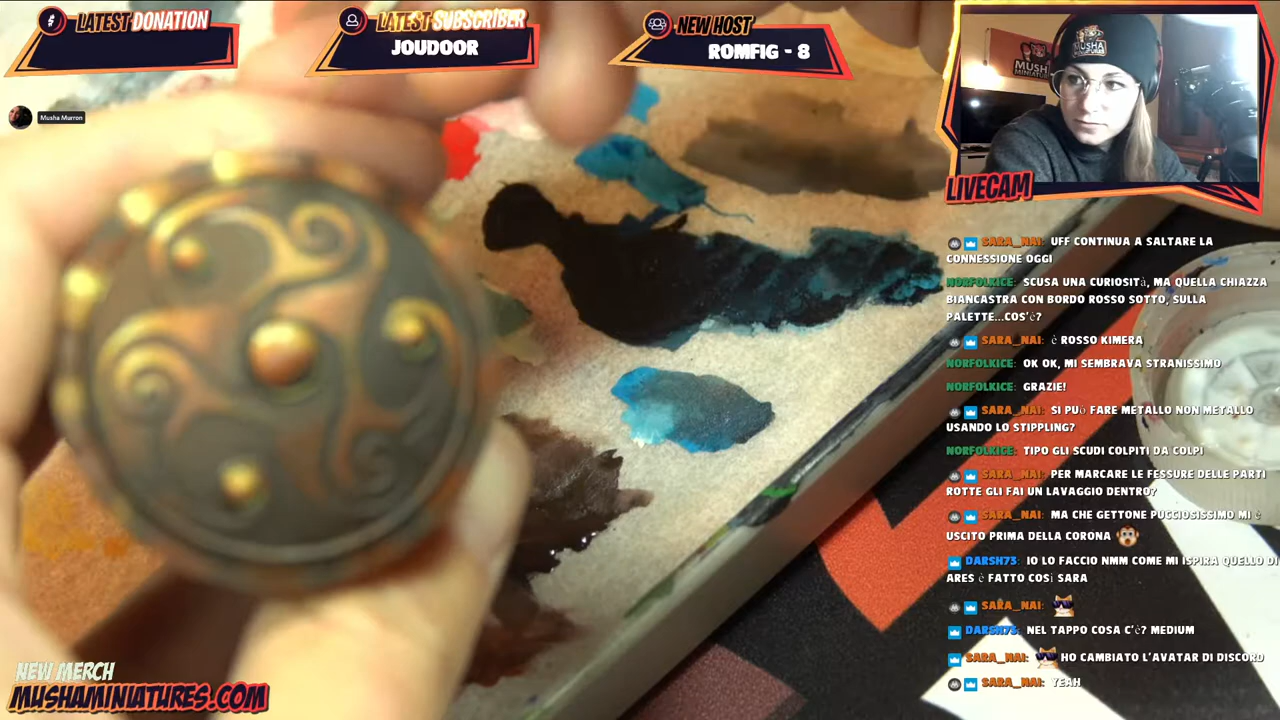 LATEST DONATION
LATEST SUBSCRIBER
JOUDOOR
NEW HOST
ROMFIG - 8
Musha Murron
MUSHA
MUSH
LIVECAM
SARA_NAI: UFF CONTINUA A SALTARE LA
CONNESSIONE OGGI
NORFOLKICE: SCUSA UNA CURIOSITà, MA QUELLA CHIAZZA
BIANCASTRA CON BORDO ROSSO SOTTO, SULLA
PALETTE...COS'è?
SARA_NAI: è ROSSO KIMERA
NORFOLKICE: OK OK, MI SEMBRAVA STRANISSIMO
NORFOLKICE: GRAZIE!
SARA_NAI: SI PUò FARE METALLO NON METALLO
USANDO LO STIPPLING?
NORFOLKICE: TIPO GLI SCUDI COLPITI DA COLPI
SARA_NAI: PER MARCARE LE FESSURE DELLE PARTI
ROTTE GLI FAI UN LAVAGGIO DENTRO?
SARA_NAI: MA CHE GETTONE PUCCIOSISSIMO MI è
USCITO PRIMA DELLA CORONA
DARSH73: IO LO FACCIO NMM COME MI ISPIRA QUELLO DI
ARES è FATTO COSì SARA
SARA_NAI:
DARSH73: NEL TAPPO COSA C'è? MEDIUM
SARA_NAI: HO CAMBIATO L'AVATAR DI DISCORD
SARA_NAI: YEAH
NEW MERCH
MUSHAMINIATURES.COM